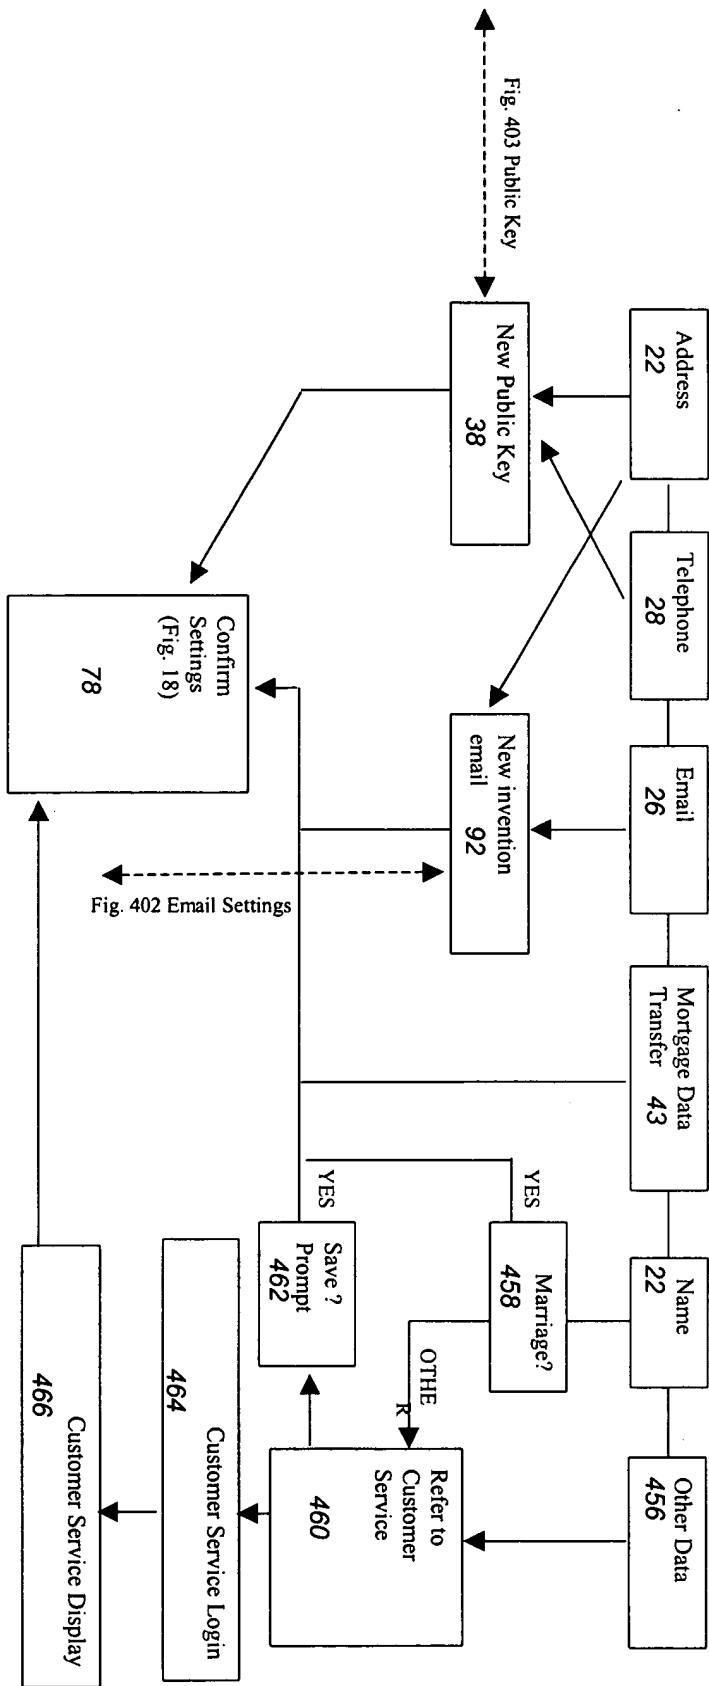 Address
22
Telephone
28
Email
26
Mortgage Data
Transfer 43
Name
22
Other Data
456
Fig. 403 Public Key
New Public Key
38
New invention
email 92
Marriage?
458
YES
OTHE
R
Refer to
Customer
Service
460
Fig. 402 Email Settings
YES
Save ?
Prompt
462
Confirm
Settings
(Fig. 18)
78
Customer Service Login
464
Customer Service Display
466